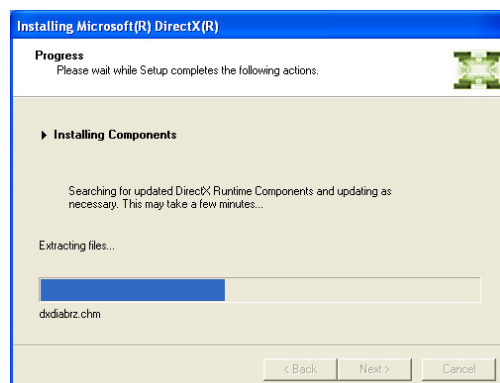 Installing Microsoft(R) DirectX(R)
Progress
Please wait while Setup completes the following actions.
Installing Components
Searching for updated DirectX Runtime Components and updating as
necessary. This may take a few minutes...
Extracting files...
dxdiabrz.chm
< Back Next > Cancel